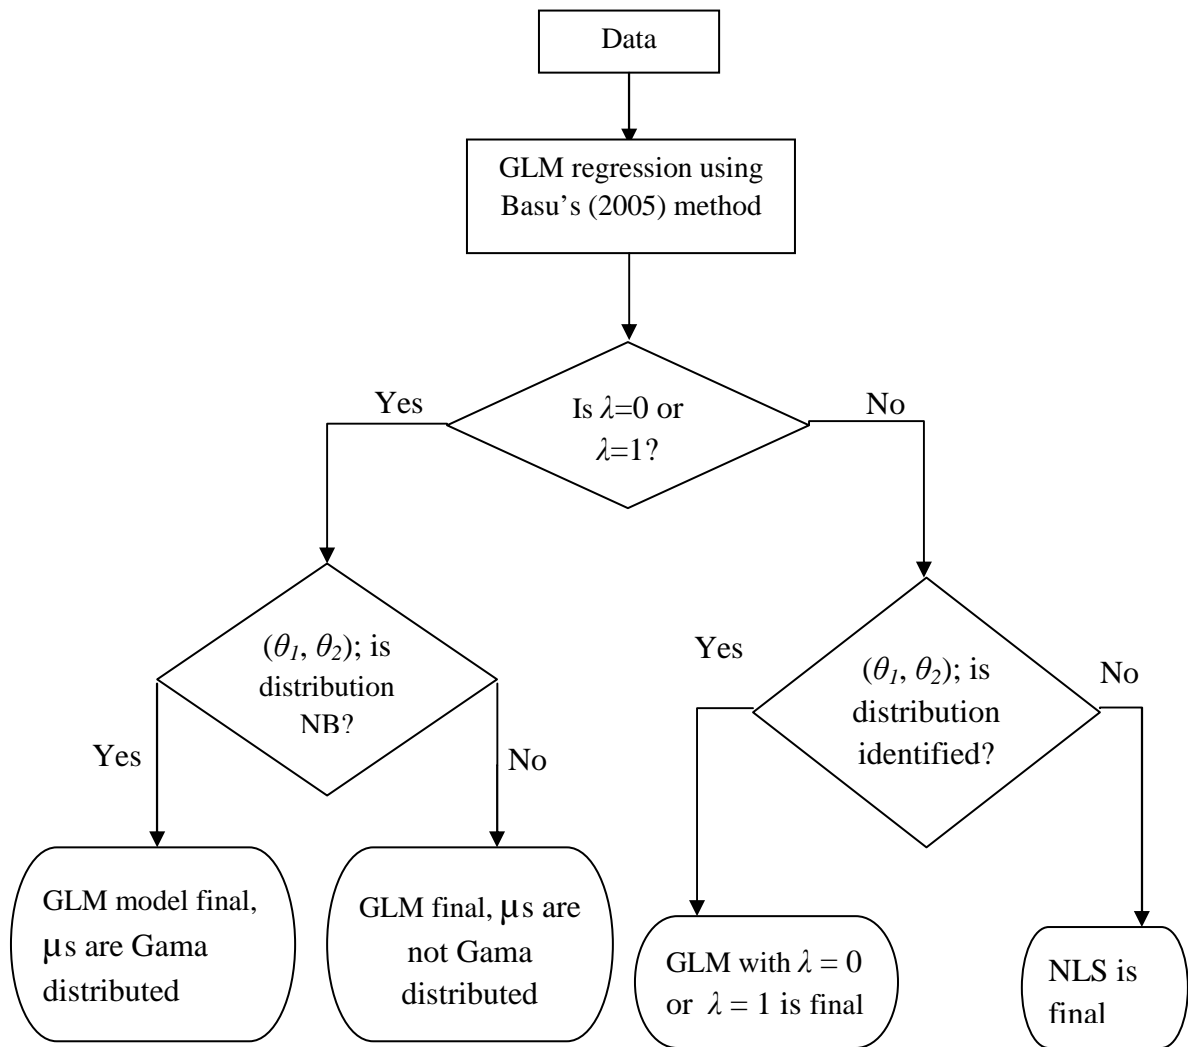 Data
GLM regression using
Basu's (2005) method
Is λ=0 or
λ=1?
Yes
No
(θ1, θ2); is
distribution
NB?
Yes
No
(θ1, θ2); is
distribution
identified?
Yes
No
GLM model final,
μs are Gama
distributed
GLM final, μs are
not Gama
distributed
GLM with λ = 0
or λ = 1 is final
NLS is
final